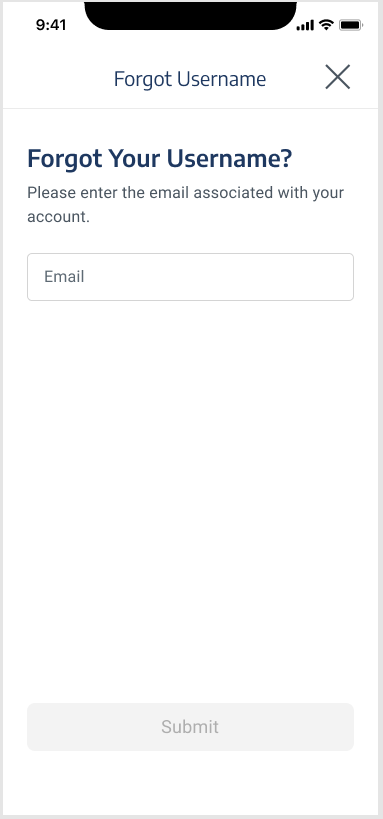 9:41
Forgot Username
Forgot Your Username?
Please enter the email associated with your
account.
Email
Submit